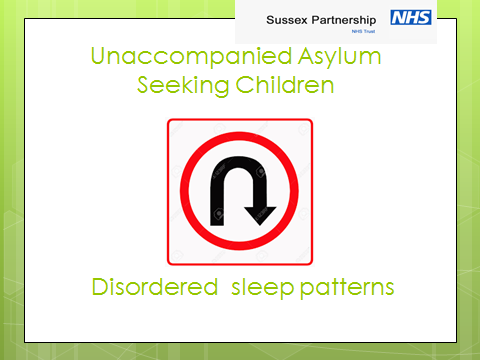 Sussex Partnership NHS
NHS Trust
Unaccompanied Asylum
Seeking Children
Disordered  sleep patterns